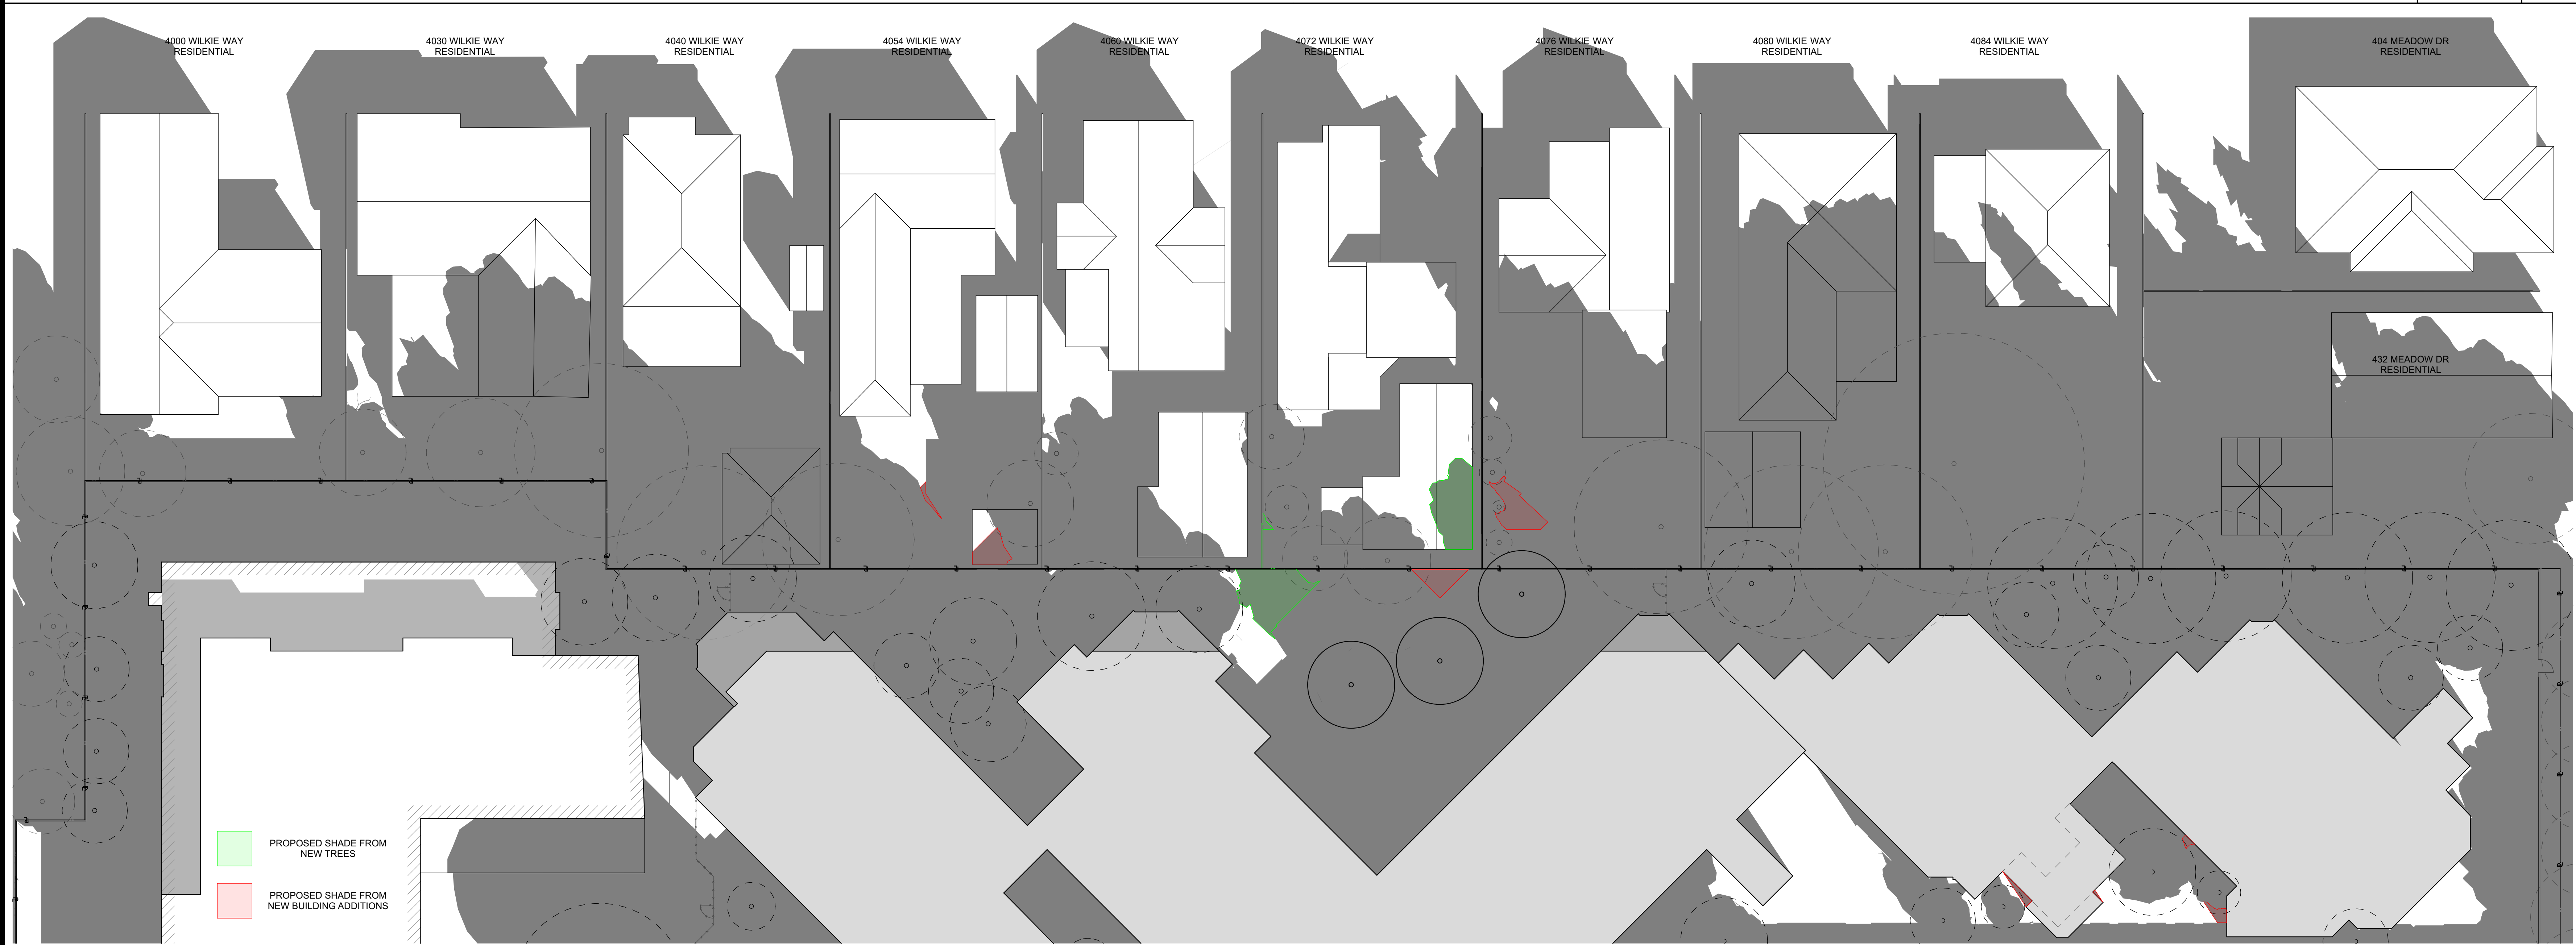 4000 WILKIE WAY
RESIDENTIAL
4030 WILKIE WAY
RESIDENTIAL
4040 WILKIE WAY
RESIDENTIAL
4054 WILKIE WAY
RESIDENTIAL
4060 WILKIE WAY
RESIDENTIAL
4072 WILKIE WAY
RESIDENTIAL
4076 WILKIE WAY
RESIDENTIAL
4080 WILKIE WAY
RESIDENTIAL
4084 WILKIE WAY
RESIDENTIAL
404 MEADOW DR
RESIDENTIAL
432 MEADOW DR
RESIDENTIAL
PROPOSED SHADE FROM
NEW TREES
PROPOSED SHADE FROM
NEW BUILDING ADDITIONS